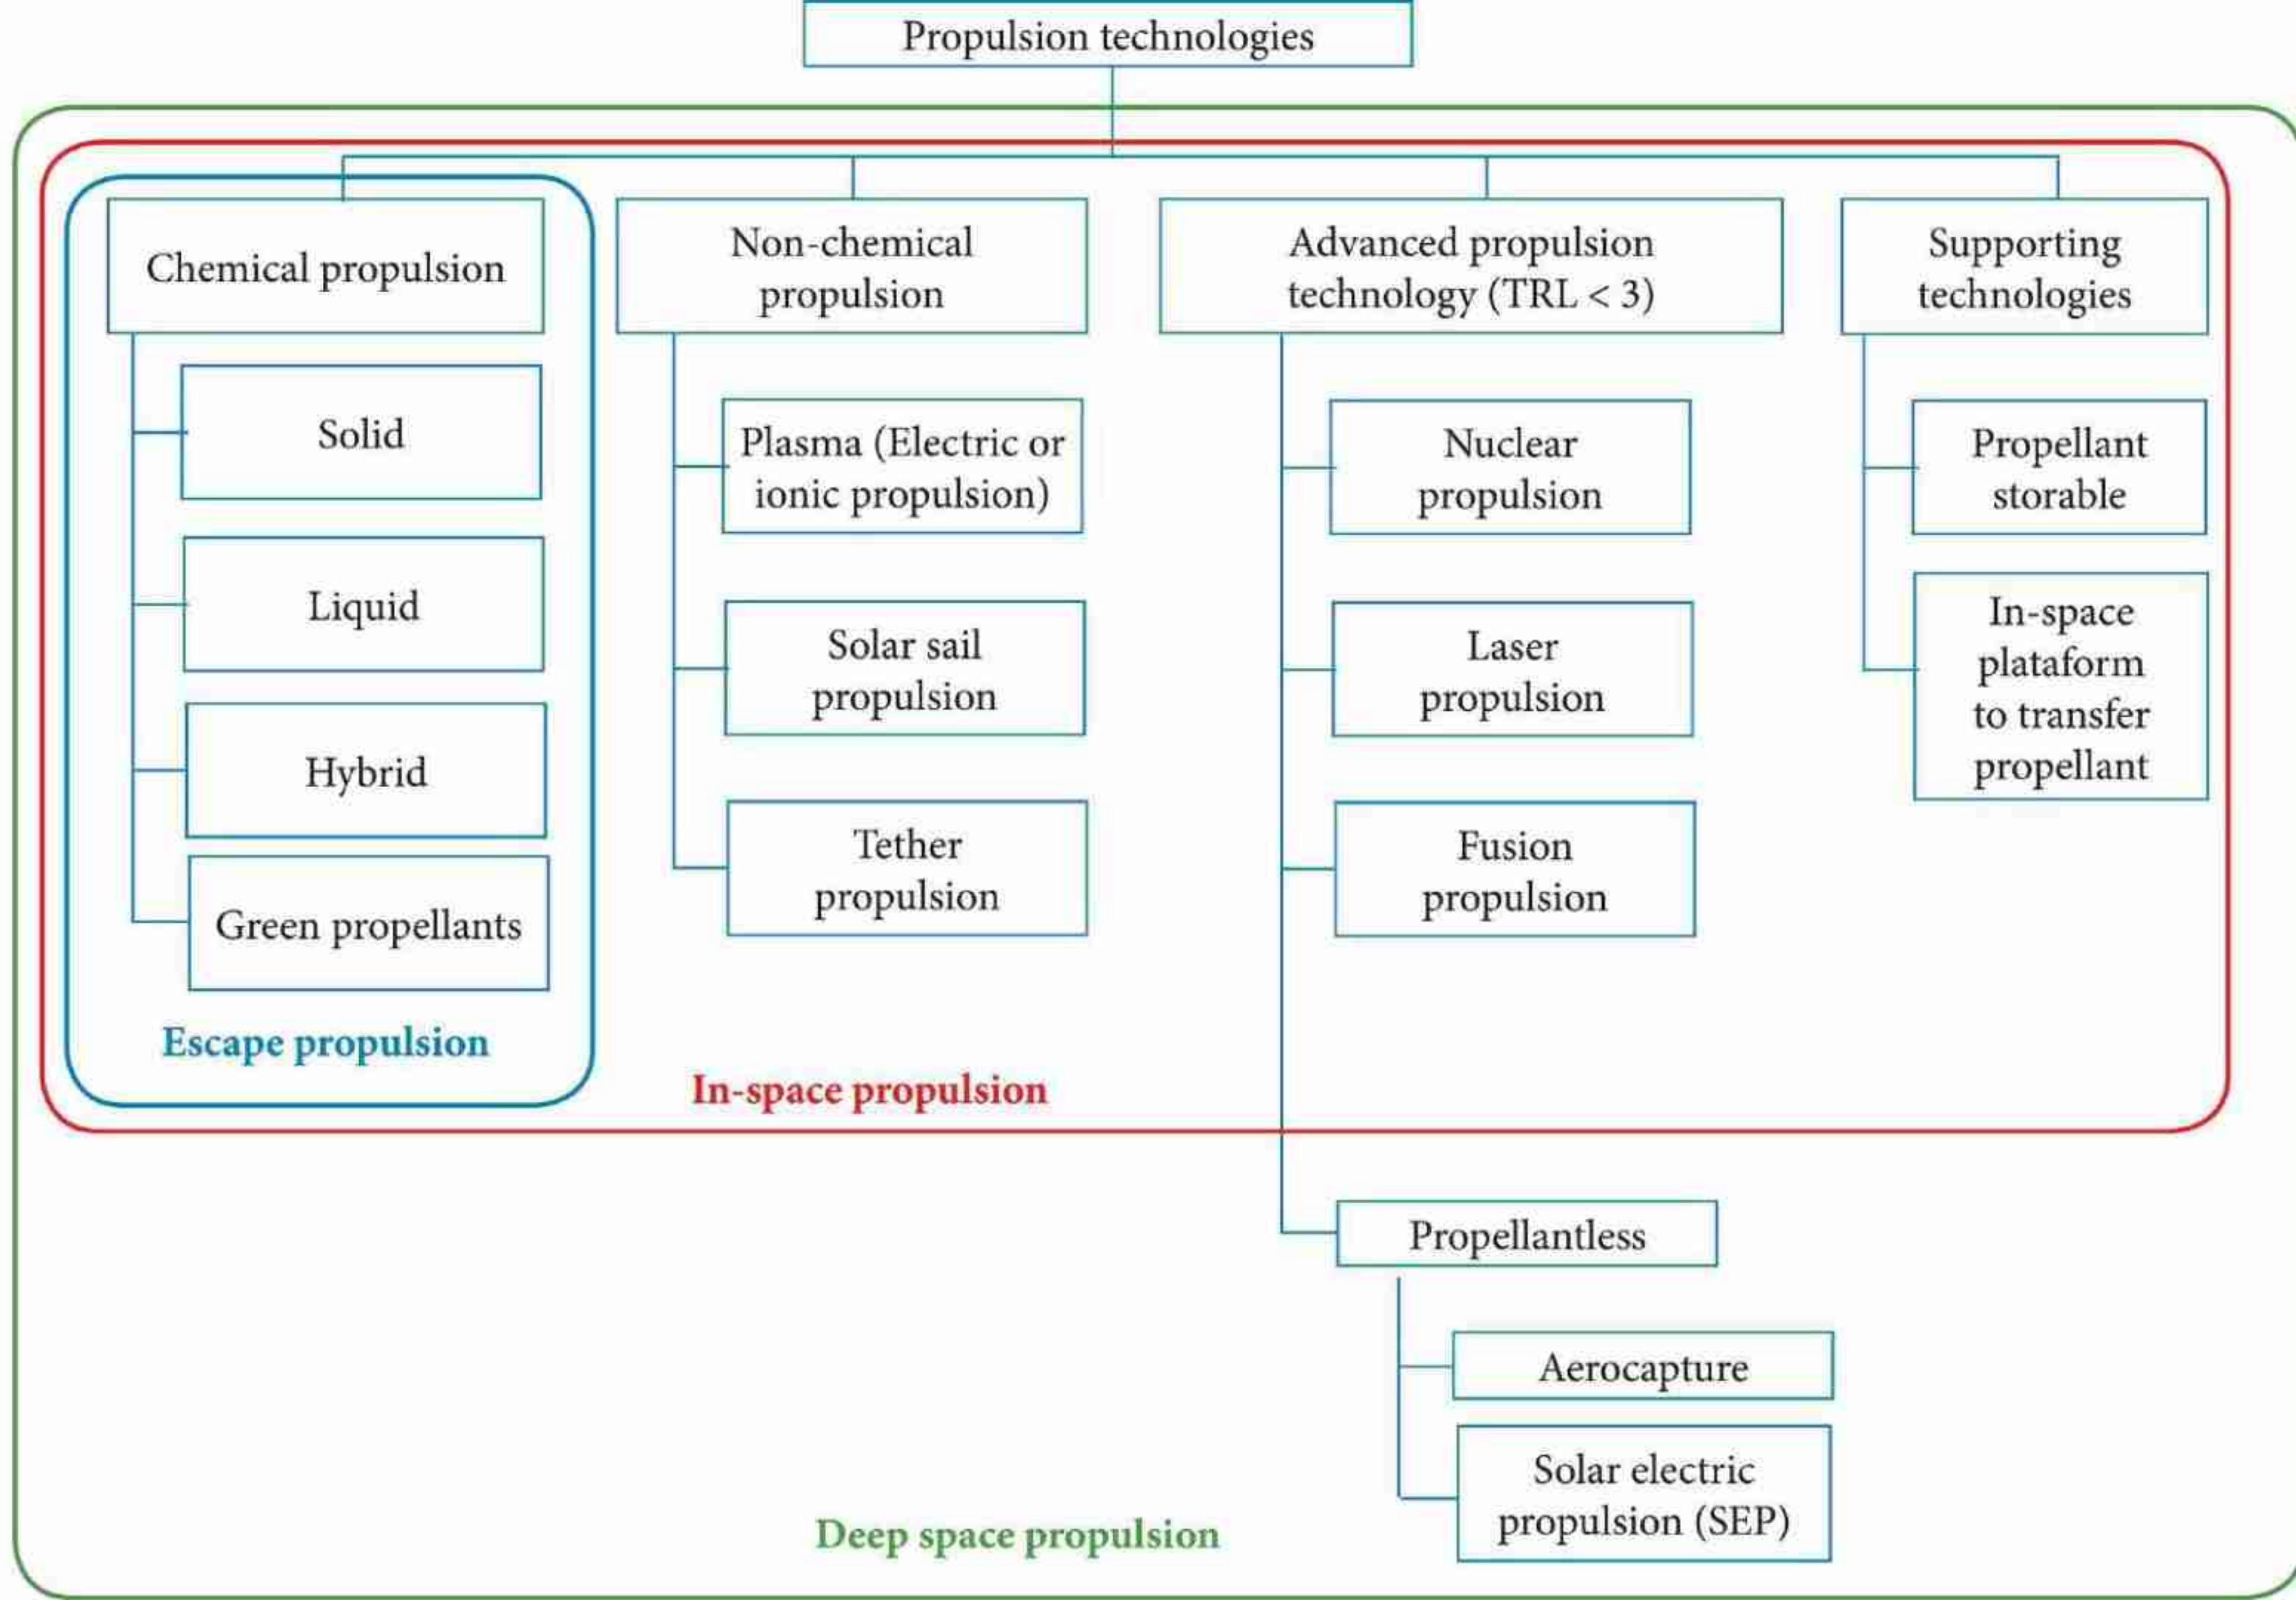 Propulsion technologies
Chemical propulsion
Solid
Liquid
Hybrid
Green propellants
Escape propulsion
Non-chemical
propulsion
Plasma (Electric or
ionic propulsion)
Solar sail
propulsion
Tether
propulsion
In-space propulsion
Advanced propulsion
technology (TRL < 3)
Nuclear
propulsion
Laser
propulsion
Fusion
propulsion
Propellantless
Aerocapture
Solar electric
propulsion (SEP)
Supporting
technologies
Propellant
storable
In-space
plataform
to transfer
propellant
Deep space propulsion